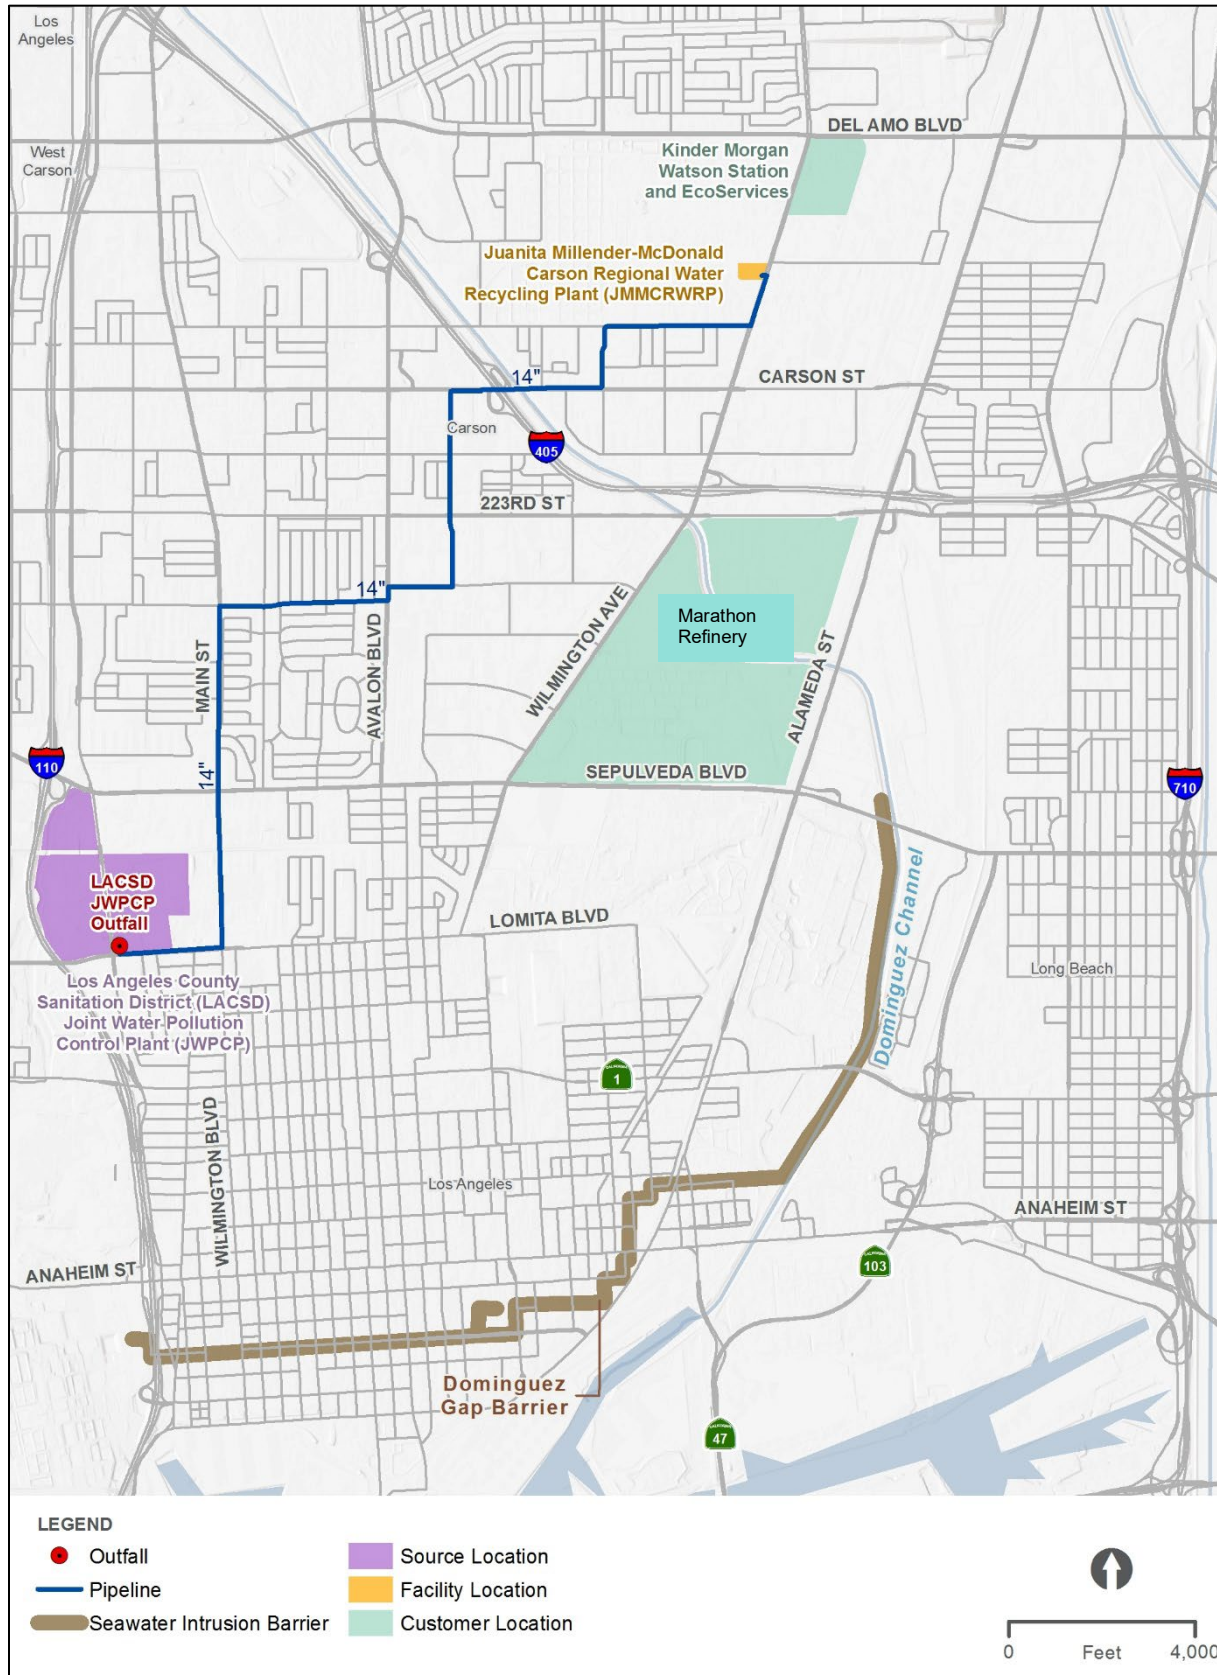 Los
Angeles
DEL AMO BLVD
West
Carson
Kinder Morgan
Watson Station
and EcoServices
Juanita Millender-McDonald
Carson Regional Water
Recycling Plant (JMMCRWRP)
14"
CARSON ST
Carson
405
223RD ST
14"
WILMINGTON AVE
Marathon
Refinery
MAIN ST
AVALON BLVD
ALAMEDA ST
110
14"
SEPULVEDA BLVD
710
LACSD
JWPCP
Outfall
LOMITA BLVD
Dominguez Channel
Long Beach
Los Angeles County
Sanitation District (LACSD)
Joint Water Pollution
Control Plant (JWPCP)
CALIFORNIA
1
WILMINGTON BLVD
Los Angeles
ANAHEIM ST
ANAHEIM ST
CALIFORNIA
103
Dominguez
Gap Barrier
CALIFORNIA
47
LEGEND
Outfall
Pipeline
Seawater Intrusion Barrier
Source Location
Facility Location
Customer Location
0 Feet 4,000